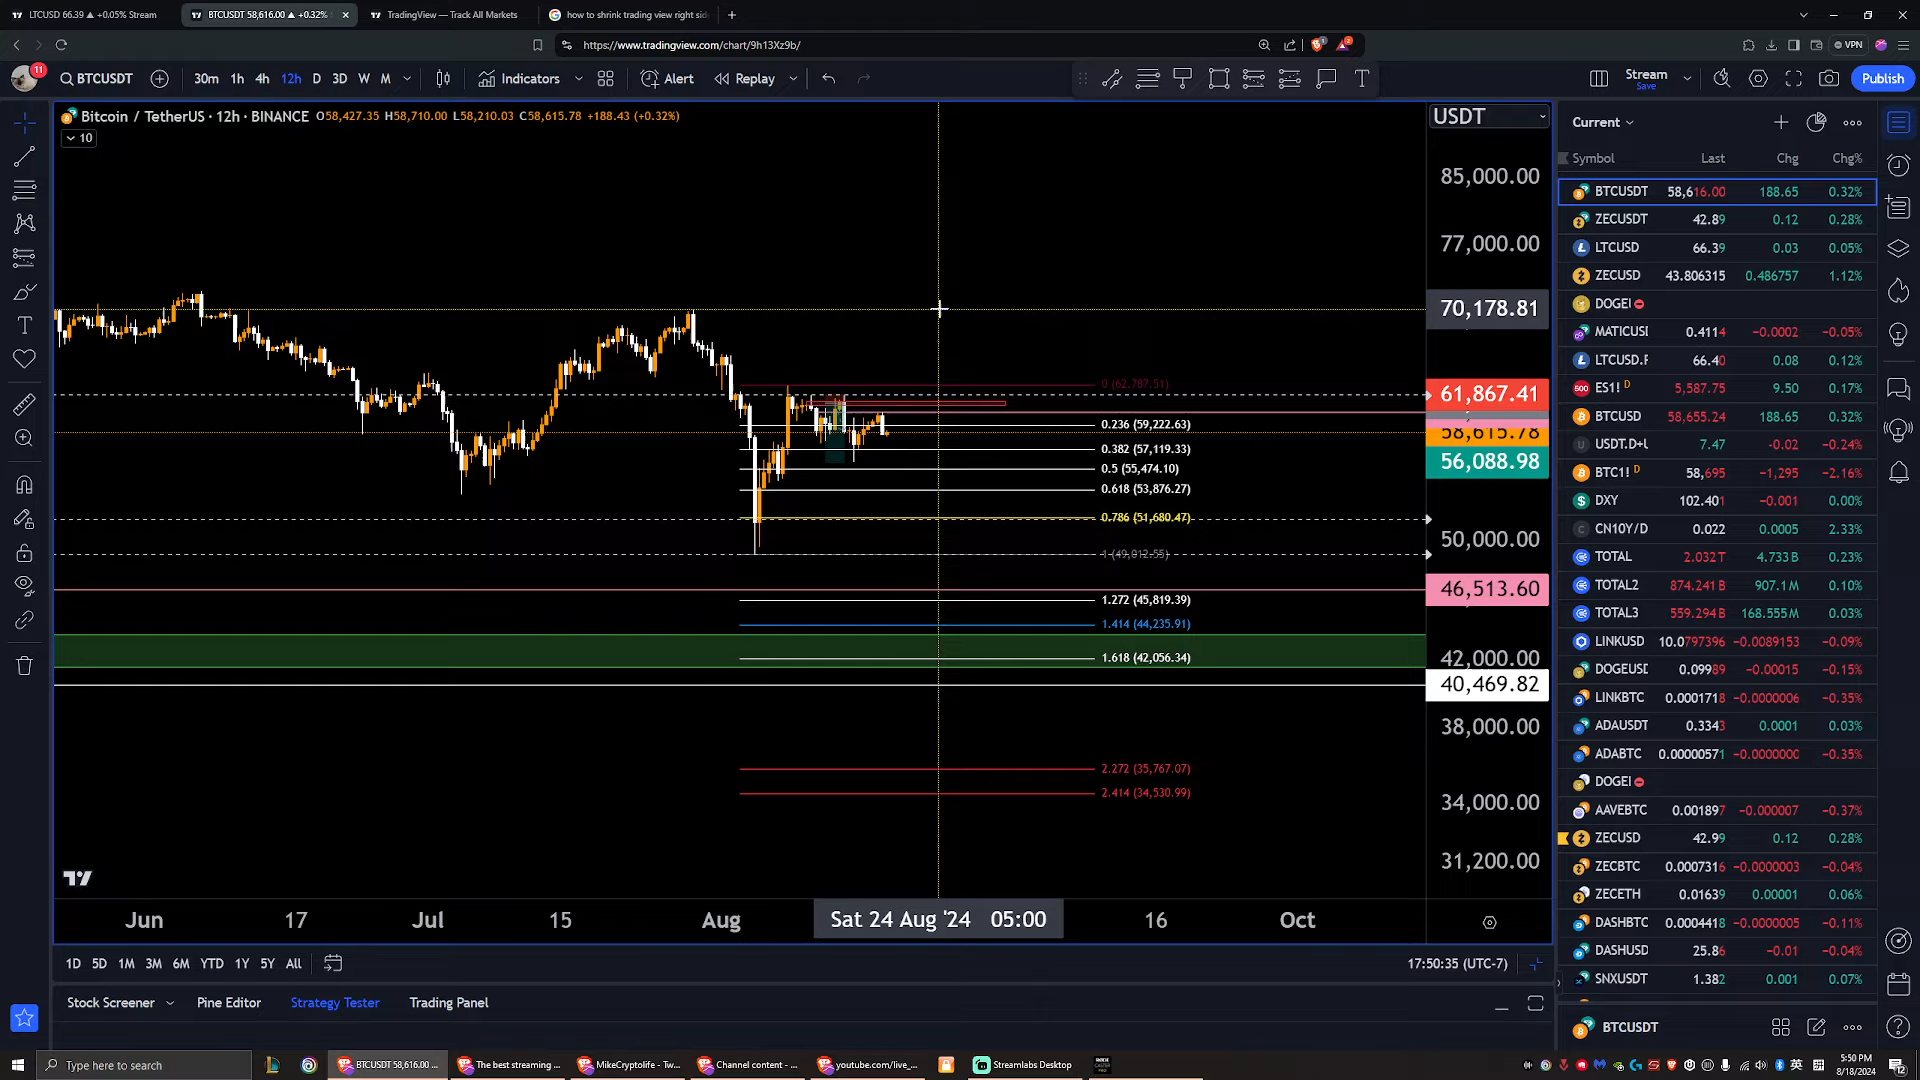 LTCUSD 66.39 ▲ +0.05% Stream
BTCUSDT 58,616.00 ▲ +0.32%
TradingView — Track All Markets
how to shrink trading view right side
https://www.tradingview.com/chart/9h13Xz9b/
VPN
11
BTCUSDT
30m 1h 4h 12h D 3D W M
Indicators
Alert
Replay
Stream
Save
Publish
Bitcoin / TetherUS · 12h · BINANCE O58,427.35 H58,710.00 L58,210.03 C58,615.78 +188.43 (+0.32%)
10
USDT
85,000.00
77,000.00
70,178.81
61,867.41
58,615.78
56,088.98
50,000.00
46,513.60
42,000.00
40,469.82
38,000.00
34,000.00
31,200.00
0 (62,787.51)
0.236 (59,222.63)
0.382 (57,119.33)
0.5 (55,474.10)
0.618 (53,876.27)
0.786 (51,680.47)
1 (49,012.55)
1.272 (45,819.39)
1.414 (44,235.91)
1.618 (42,056.34)
2.272 (35,767.07)
2.414 (34,530.99)
Jun 17 Jul 15 Aug Sat 24 Aug '24 05:00 16 Oct
1D 5D 1M 3M 6M YTD 1Y 5Y All
17:50:35 (UTC-7)
Stock Screener
Pine Editor
Strategy Tester
Trading Panel
Current
Symbol Last Chg Chg%
BTCUSDT 58,616.00 188.65 0.32%
ZECUSDT 42.89 0.12 0.28%
LTCUSD 66.39 0.03 0.05%
ZECUSD 43.806315 0.486757 1.12%
DOGEI
MATICUSI 0.4114 −0.0002 −0.05%
LTCUSD.F 66.40 0.08 0.12%
ES1! D 5,587.75 9.50 0.17%
BTCUSD 58,655.24 188.65 0.32%
USDT.D+L 7.47 −0.02 −0.24%
BTC1! D 58,695 −1,295 −2.16%
DXY 102.401 −0.001 0.00%
CN10Y/D 0.022 0.0005 2.33%
TOTAL 2.032T 4.733B 0.23%
TOTAL2 874.241B 907.1M 0.10%
TOTAL3 559.294B 168.555M 0.03%
LINKUSD 10.0797396 −0.0089153 −0.09%
DOGEUSD 0.09989 −0.00015 −0.15%
LINKBTC 0.0001718 −0.0000006 −0.35%
ADAUSDT 0.3343 0.0001 0.03%
ADABTC 0.00000571 −0.0000000 −0.35%
DOGEI
AAVEBTC 0.001897 −0.000007 −0.37%
ZECUSD 42.99 0.12 0.28%
ZECBTC 0.0007316 −0.0000003 −0.04%
ZECETH 0.01639 0.00001 0.06%
DASHBTC 0.0004418 −0.0000005 −0.11%
DASHUSD 25.86 −0.01 −0.04%
SNXUSDT 1.382 0.001 0.07%
BTCUSDT
Type here to search
BTCUSDT 58,616.00 ...
The best streaming ...
MikeCryptolife - Tw...
Channel content - ...
youtube.com/live_...
Streamlabs Desktop
英
5:50 PM
8/18/2024